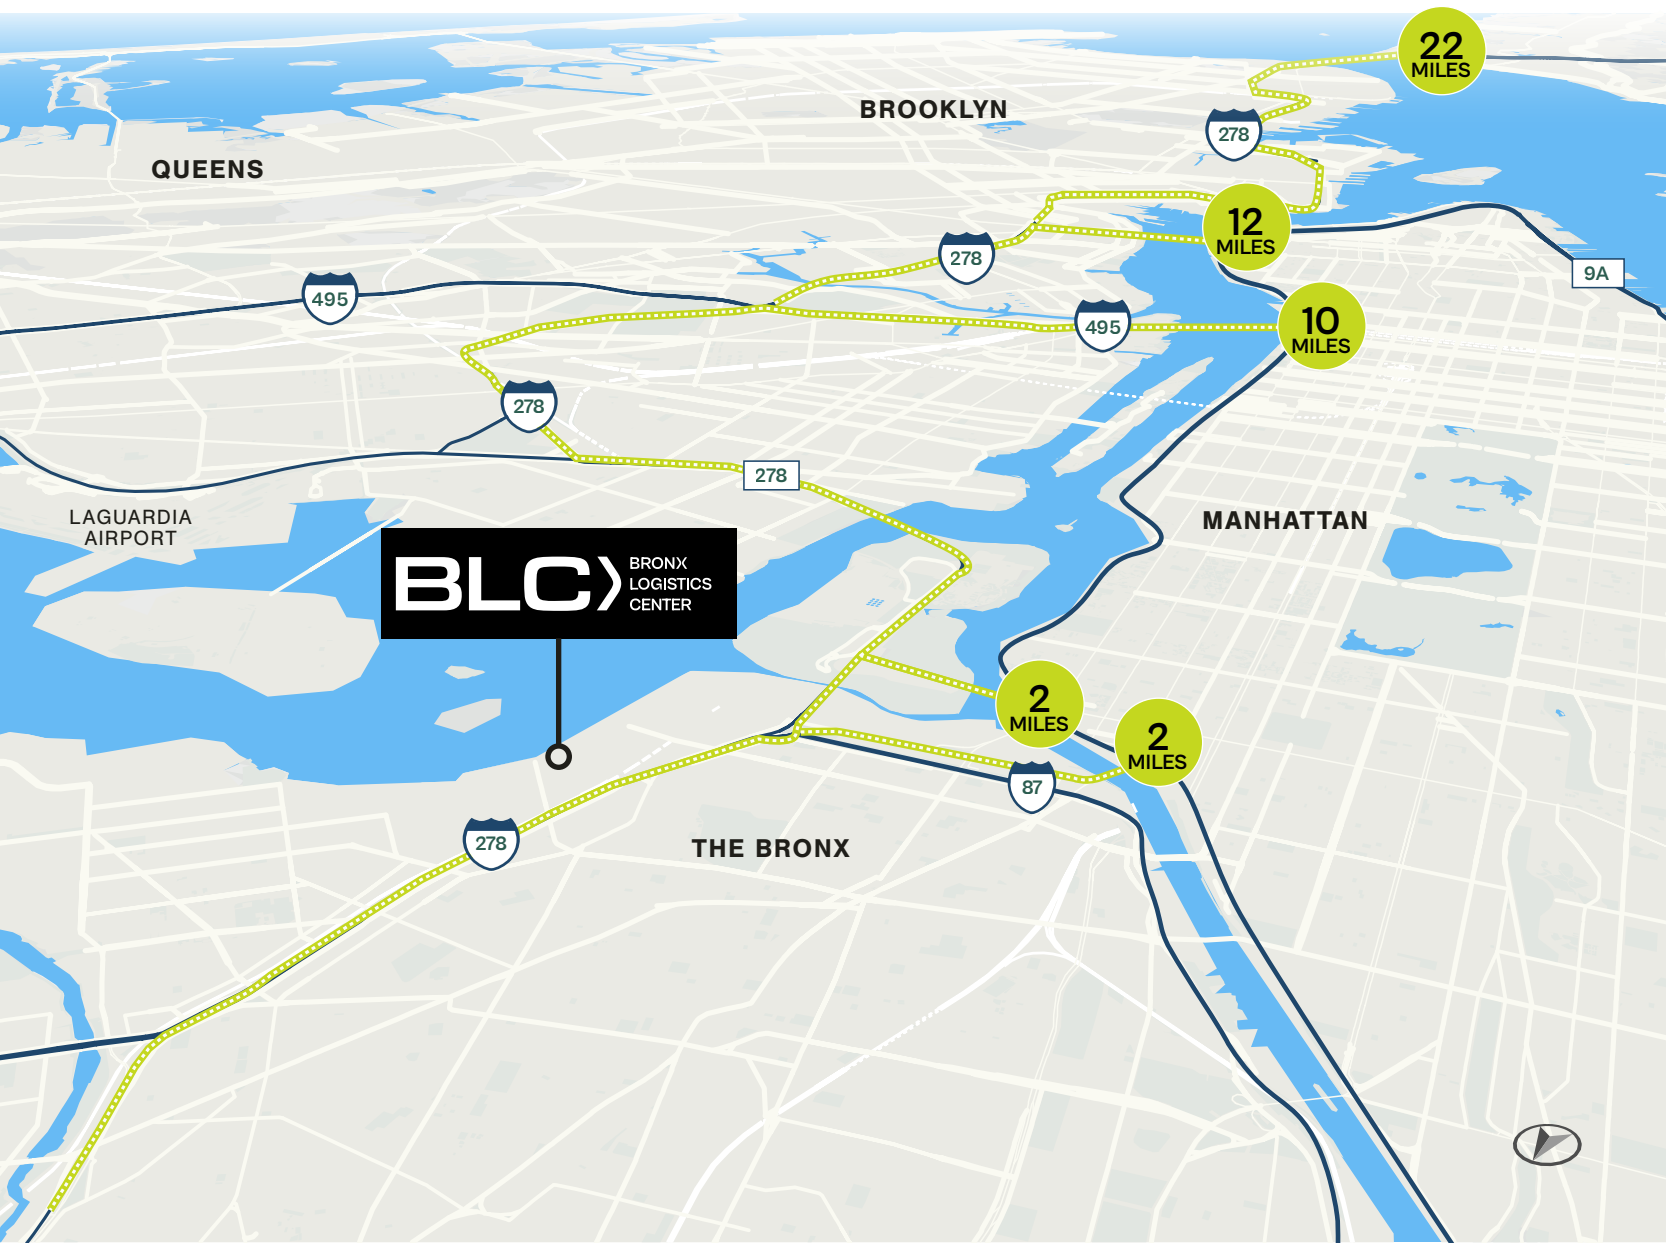 22
MILES
BROOKLYN
278
QUEENS
12
MILES
278
9A
495
10
MILES
495
278
278
LAGUARDIA
AIRPORT
MANHATTAN
BLC
BRONX
LOGISTICS
CENTER
2
MILES
2
MILES
87
278
THE BRONX